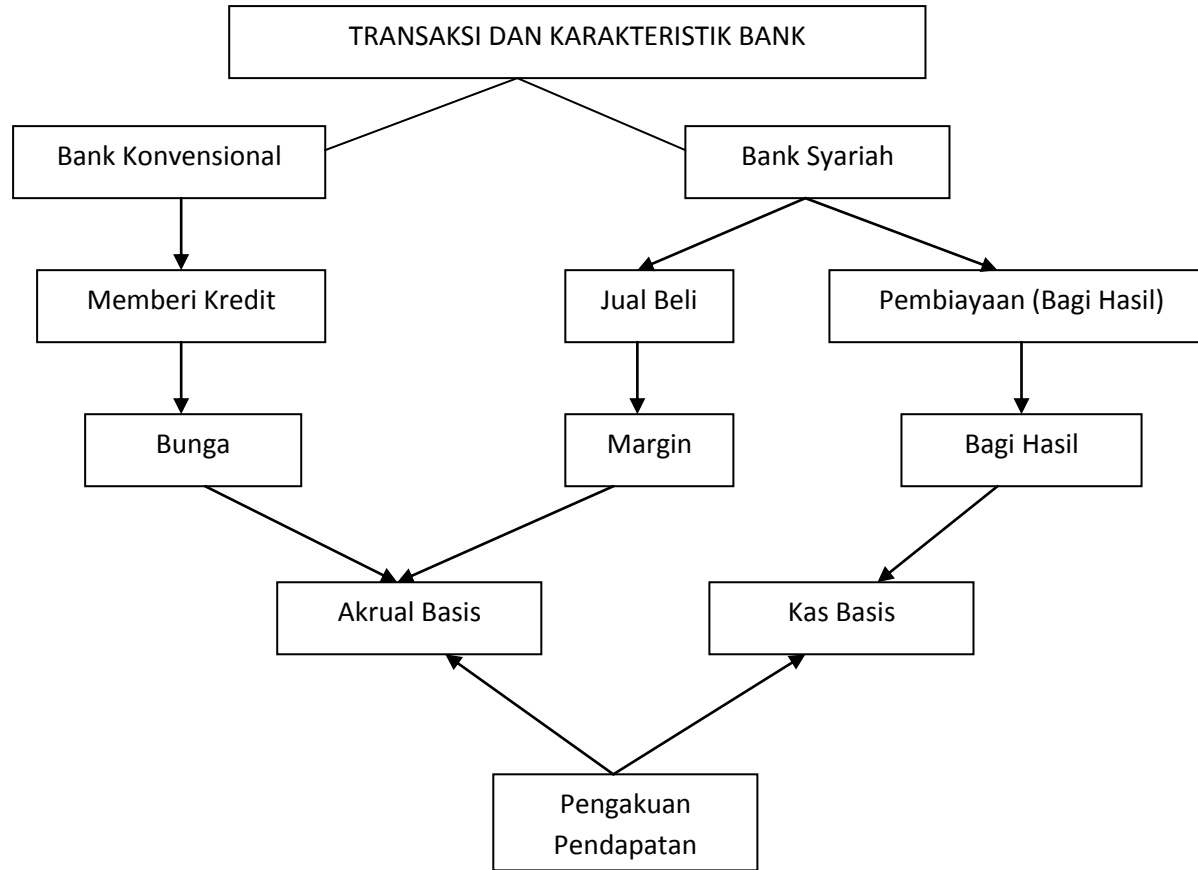 TRANSAKSI DAN KARAKTERISTIK BANK
Bank Konvensional
Bank Syariah
Memberi Kredit
Jual Beli
Pembiayaan (Bagi Hasil)
Bunga
Margin
Bagi Hasil
Akrual Basis
Kas Basis
Pengakuan
Pendapatan